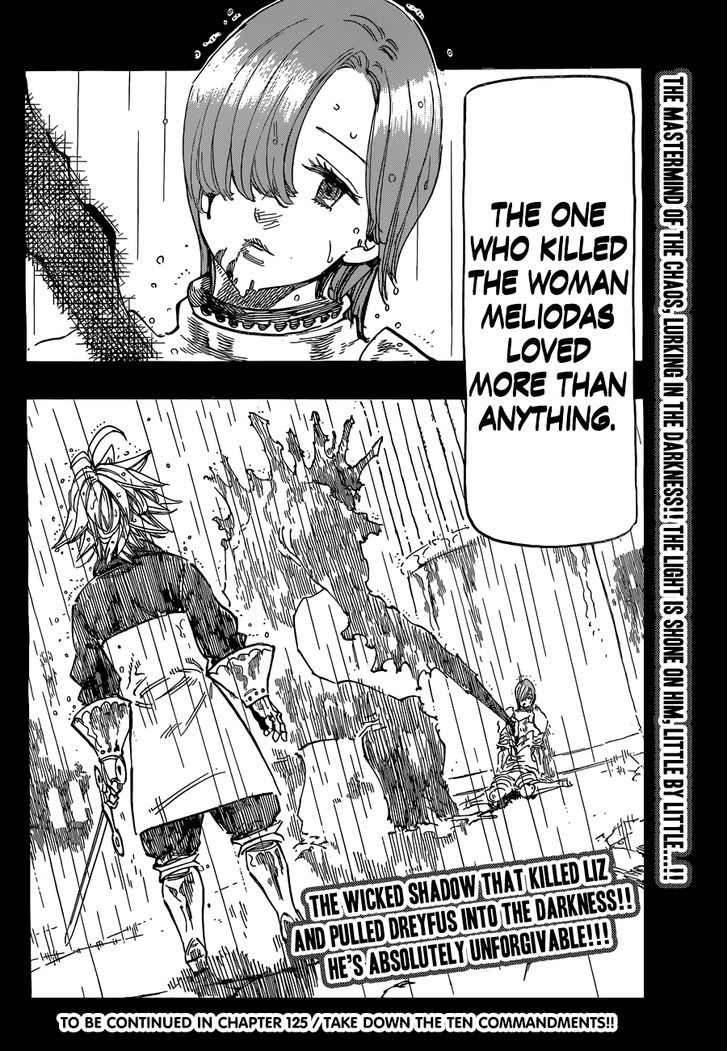 THE ONE
WHO KILLED
THE WOMAN
MELIODAS
LOVED
MORE THAN
ANYTHING.
THE MASTERMIND OF THE CHAOS, LURKING IN THE DARKNESS!! THE LIGHT IS SHONE ON HIM, LITTLE BY LITTLE...!!
THE WICKED SHADOW THAT KILLED LIZ
AND PULLED DREYFUS INTO THE DARKNESS!!
HE'S ABSOLUTELY UNFORGIVABLE!!!
TO BE CONTINUED IN CHAPTER 125 / TAKE DOWN THE TEN COMMANDMENTS!!